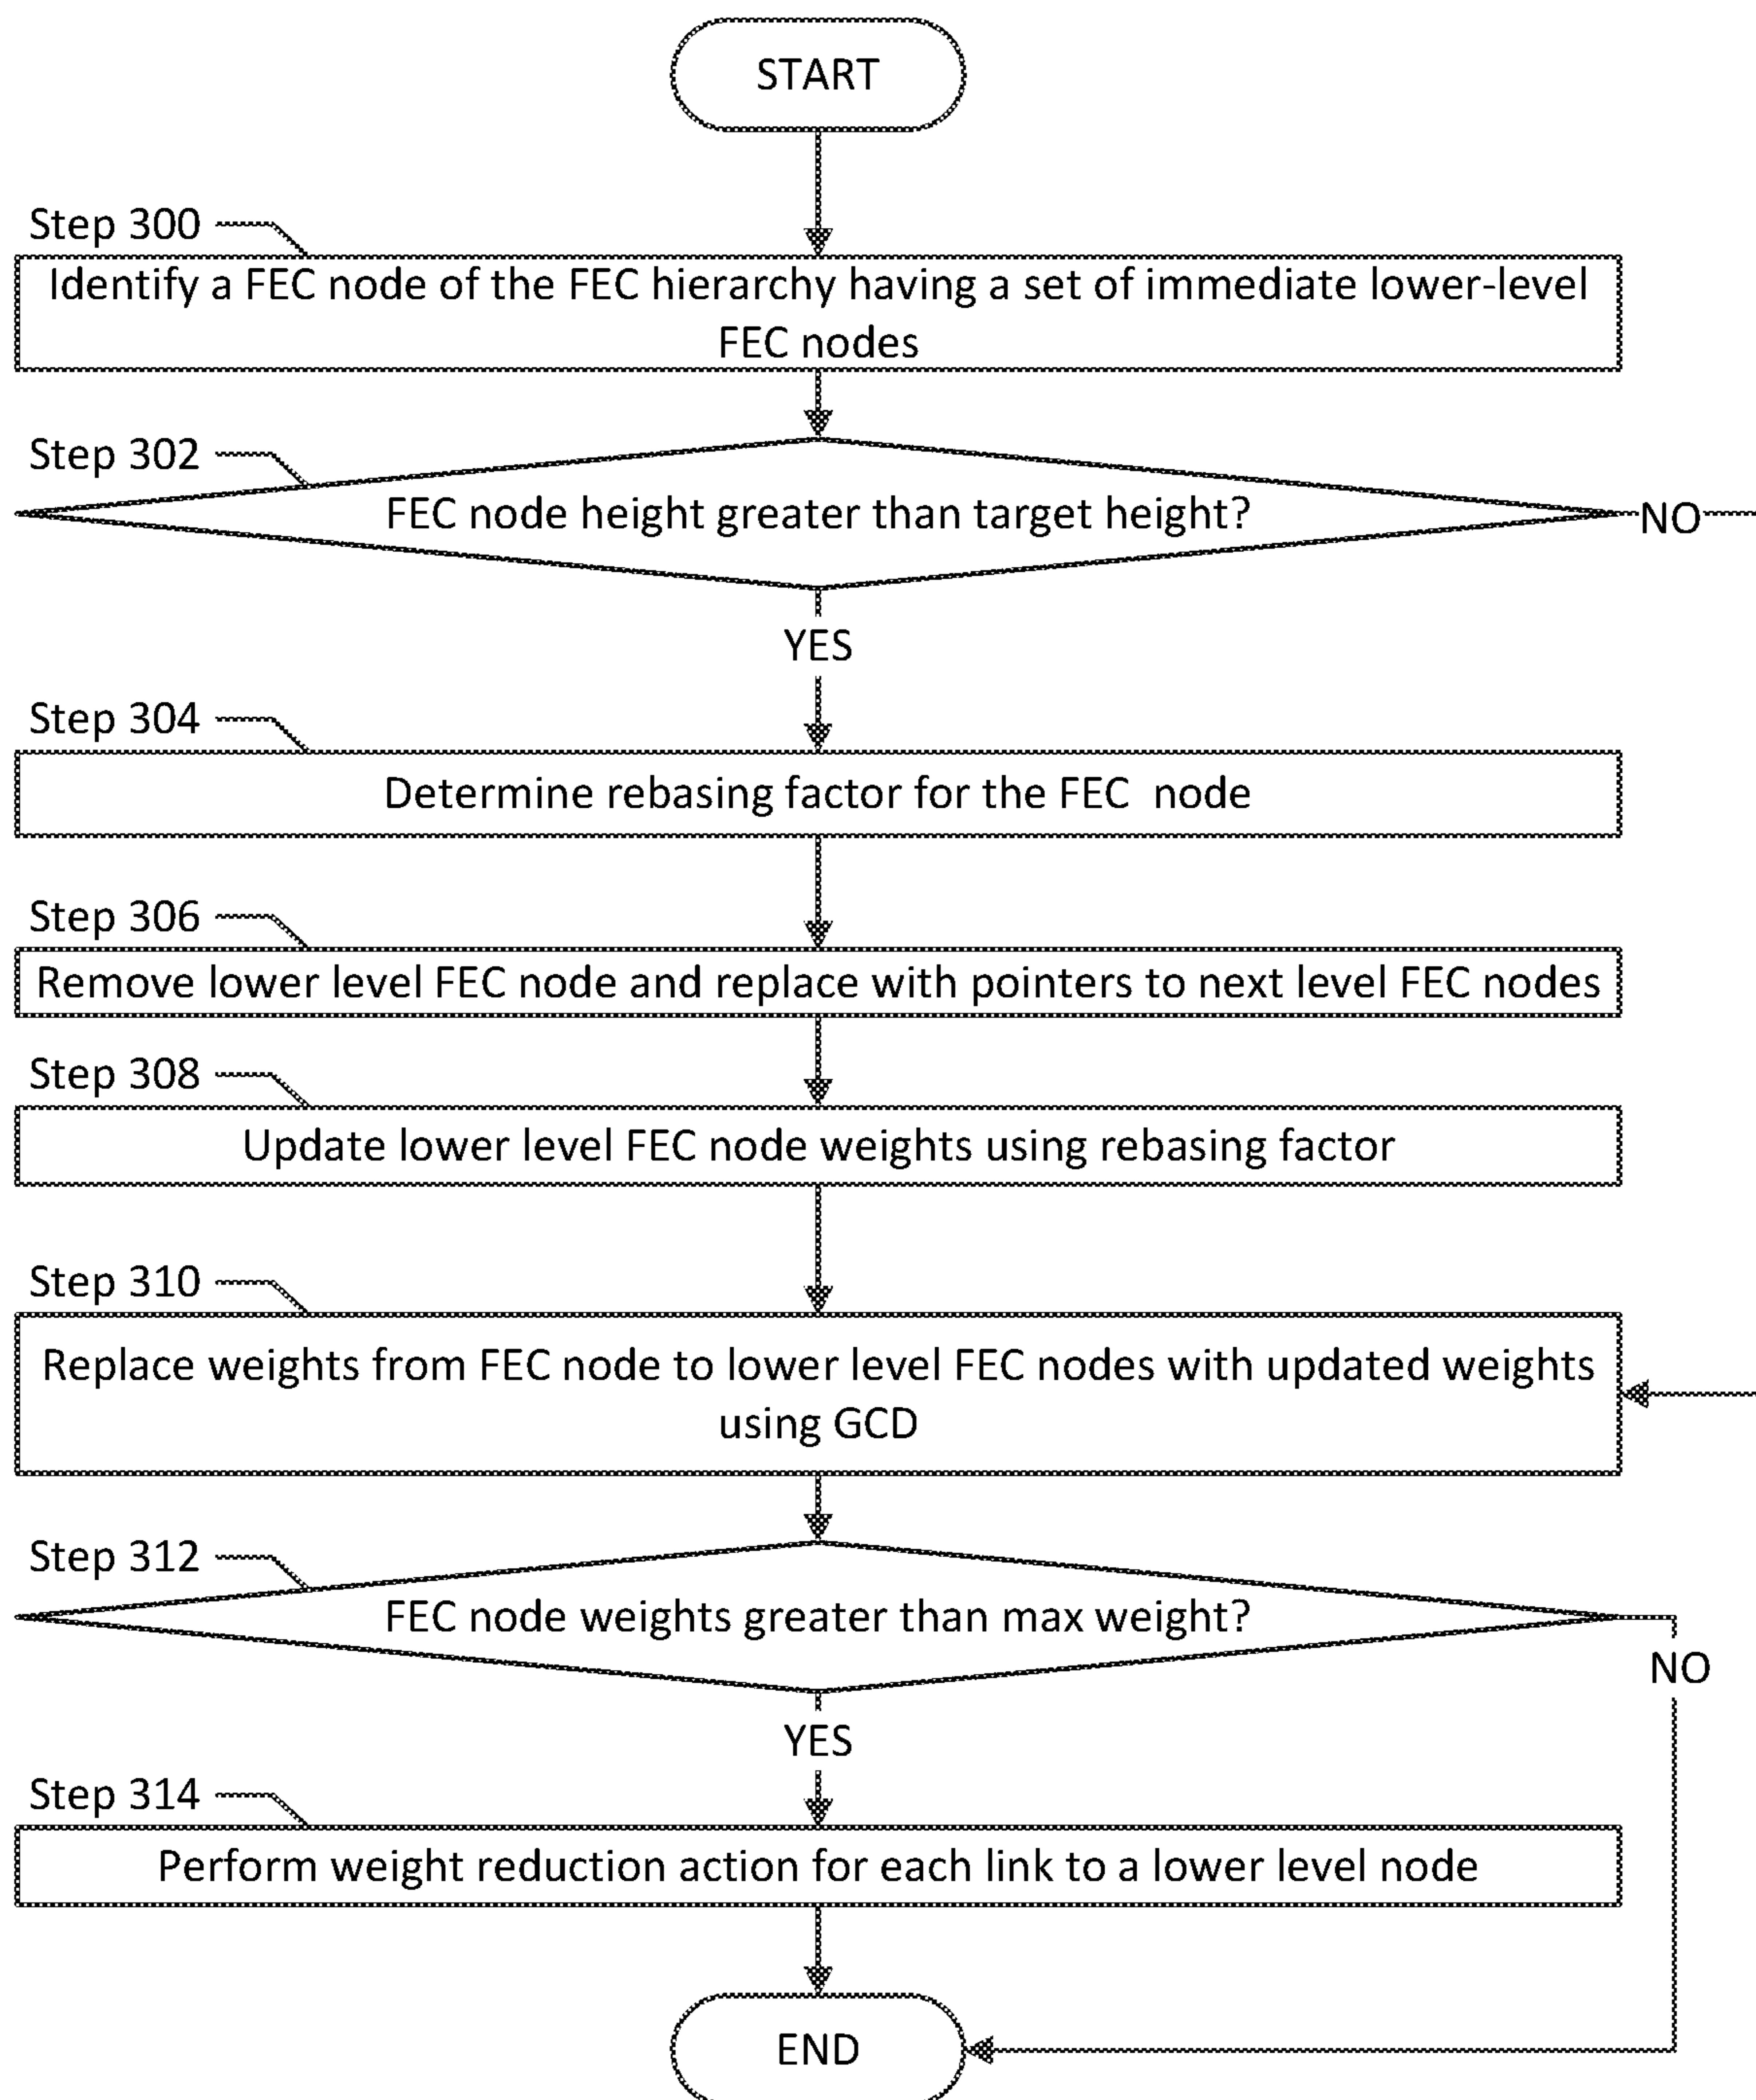 START
Step 300
Identify a FEC node of the FEC hierarchy having a set of immediate lower-level
FEC nodes
Step 302
FEC node height greater than target height?
NO
YES
Step 304
Determine rebasing factor for the FEC node
Step 306
Remove lower level FEC node and replace with pointers to next level FEC nodes
Step 308
Update lower level FEC node weights using rebasing factor
Step 310
Replace weights from FEC node to lower level FEC nodes with updated weights
using GCD
Step 312
FEC node weights greater than max weight?
NO
YES
Step 314
Perform weight reduction action for each link to a lower level node
END